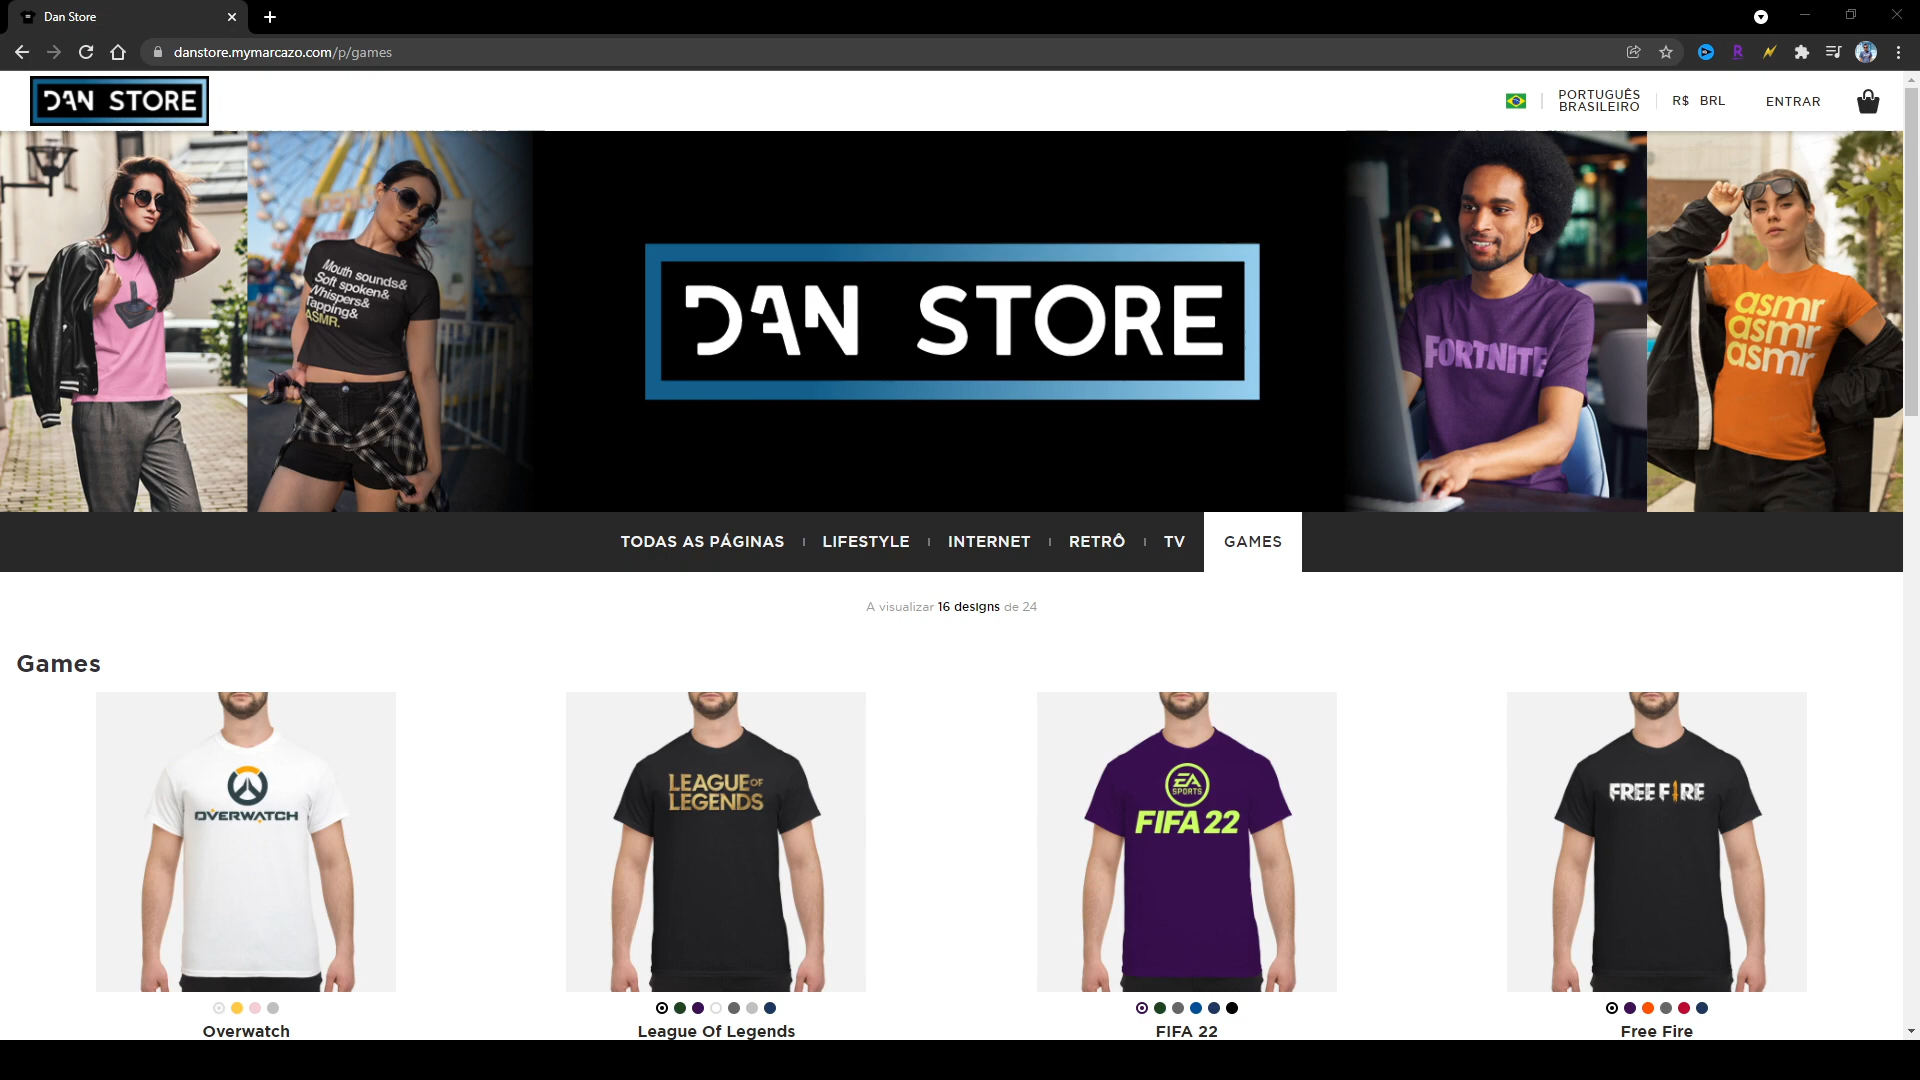 Dan Store
danstore.mymarcazo.com/p/games
DAN STORE
PORTUGUÊS
BRASILEIRO
R$ BRL
ENTRAR
Mouth sounds&
Soft spoken&
Whispers&
Tapping&
ASMR.
DAN STORE
FORTNITE
asmr
asmr
asmr
TODAS AS PÁGINAS
LIFESTYLE
INTERNET
RETRÔ
TV
GAMES
A visualizar 16 designs de 24
Games
OVERWATCH
LEAGUE OF
LEGENDS
EA
SPORTS
FIFA 22
FREE FIRE
Overwatch
League Of Legends
FIFA 22
Free Fire